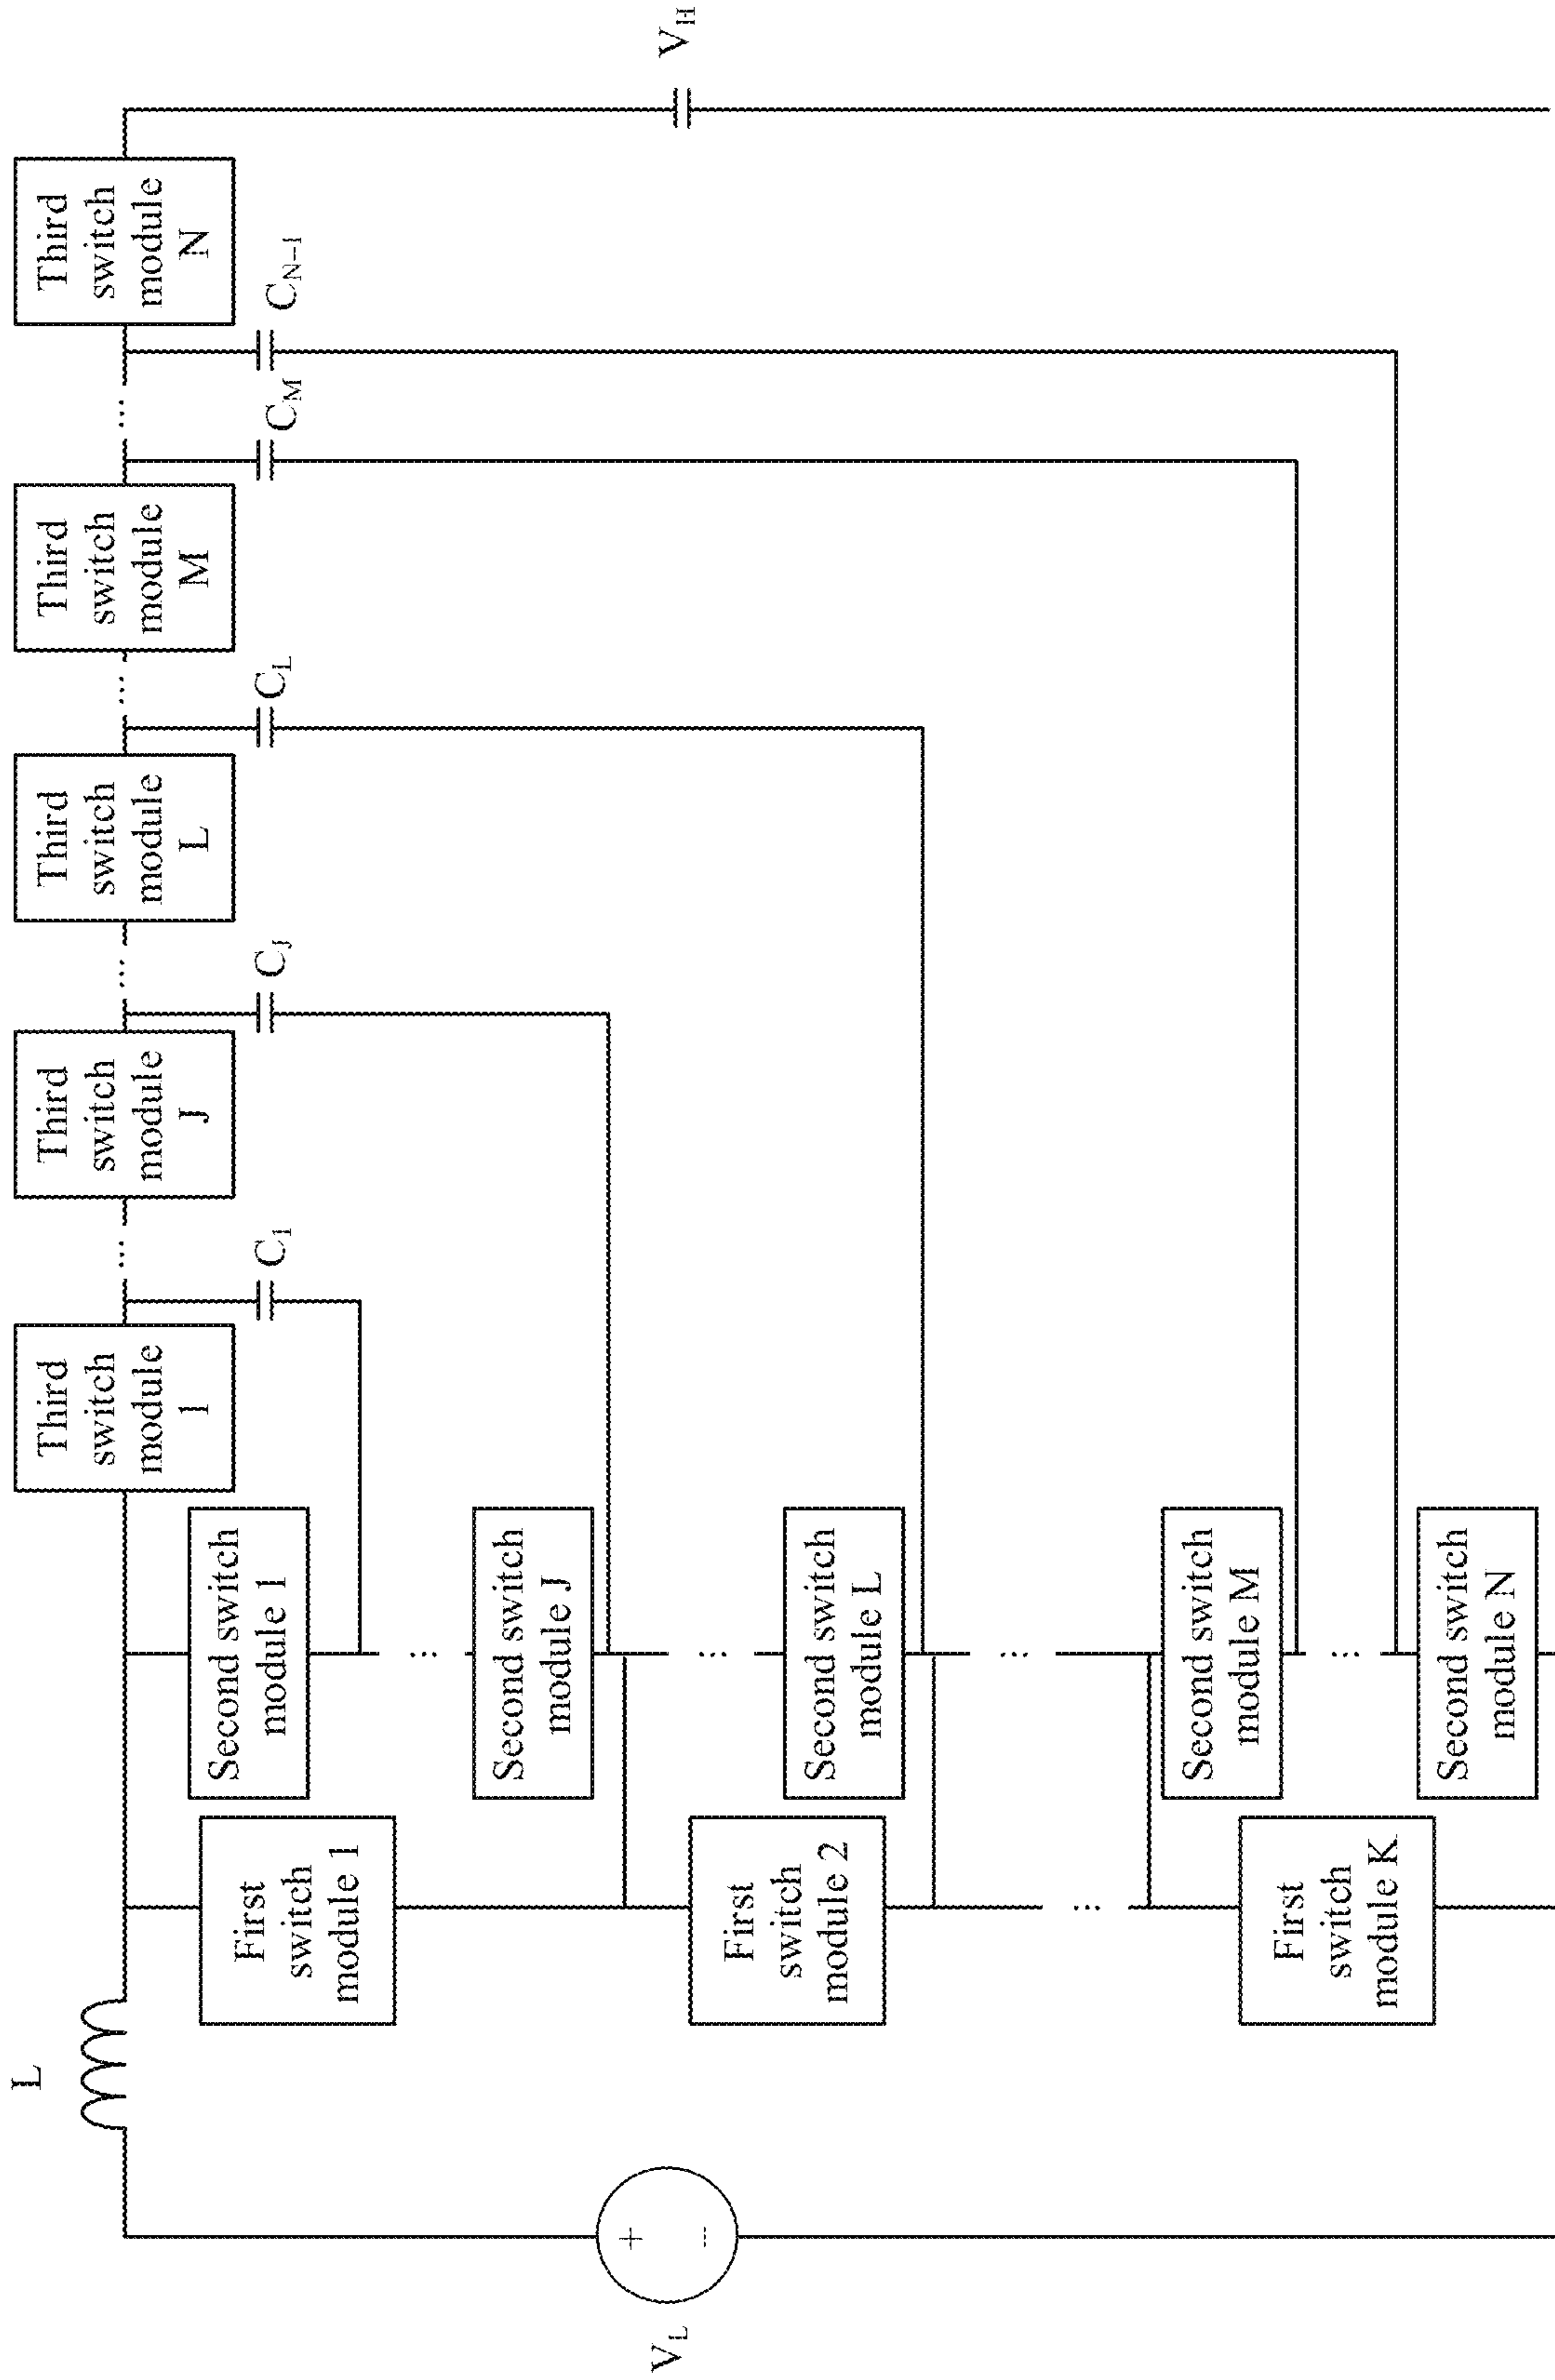 L
V_L
+
--
First
switch
module 1
First
switch
module 2
...
First
switch
module K
Second switch
module 1
...
Second switch
module J
...
Second switch
module L
...
Second switch
module M
...
Second switch
module N
Third
switch
module
1
...
C_1
Third
switch
module
J
...
C_J
Third
switch
module
L
...
C_L
Third
switch
module
M
...
C_M
C_{N-1}
Third
switch
module
N
V_H